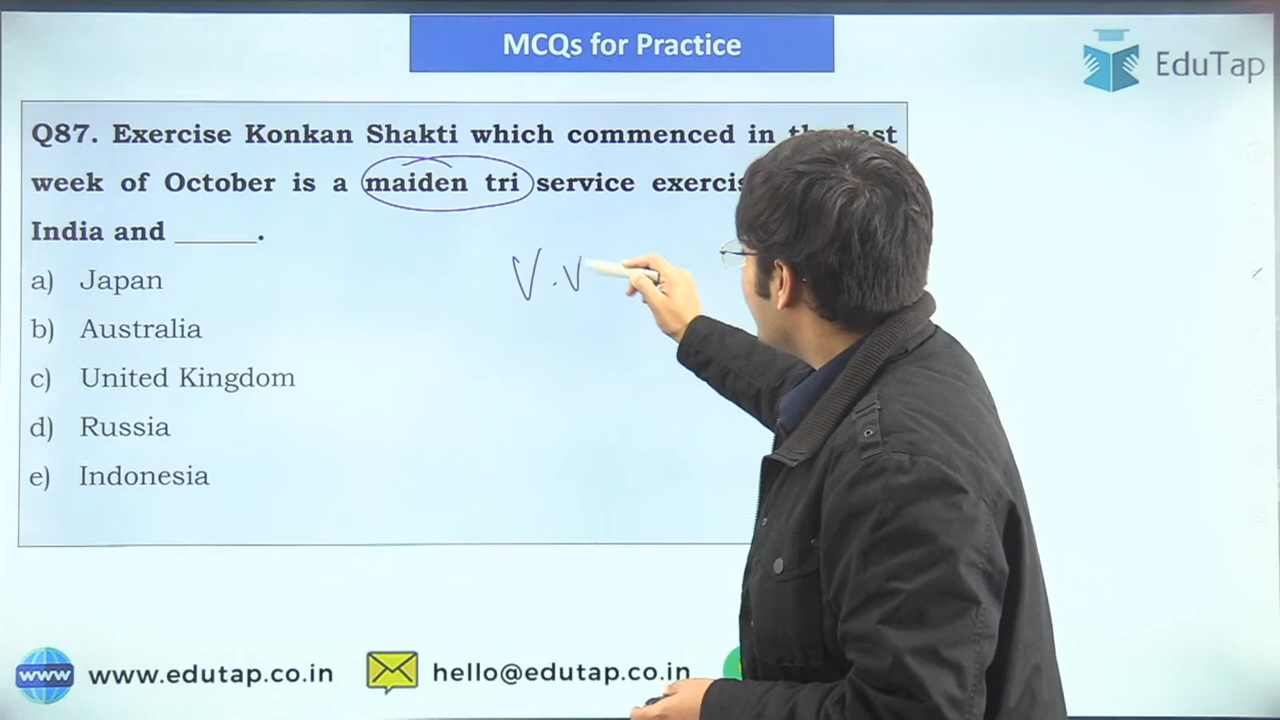 MCQs for Practice
EduTap
Q87. Exercise Konkan Shakti which commenced in the last
week of October is a maiden tri service
India and ______.
V.V
a) Japan
b) Australia
c) United Kingdom
d) Russia
e) Indonesia
www
www.edutap.co.in
hello@edutap.co.in